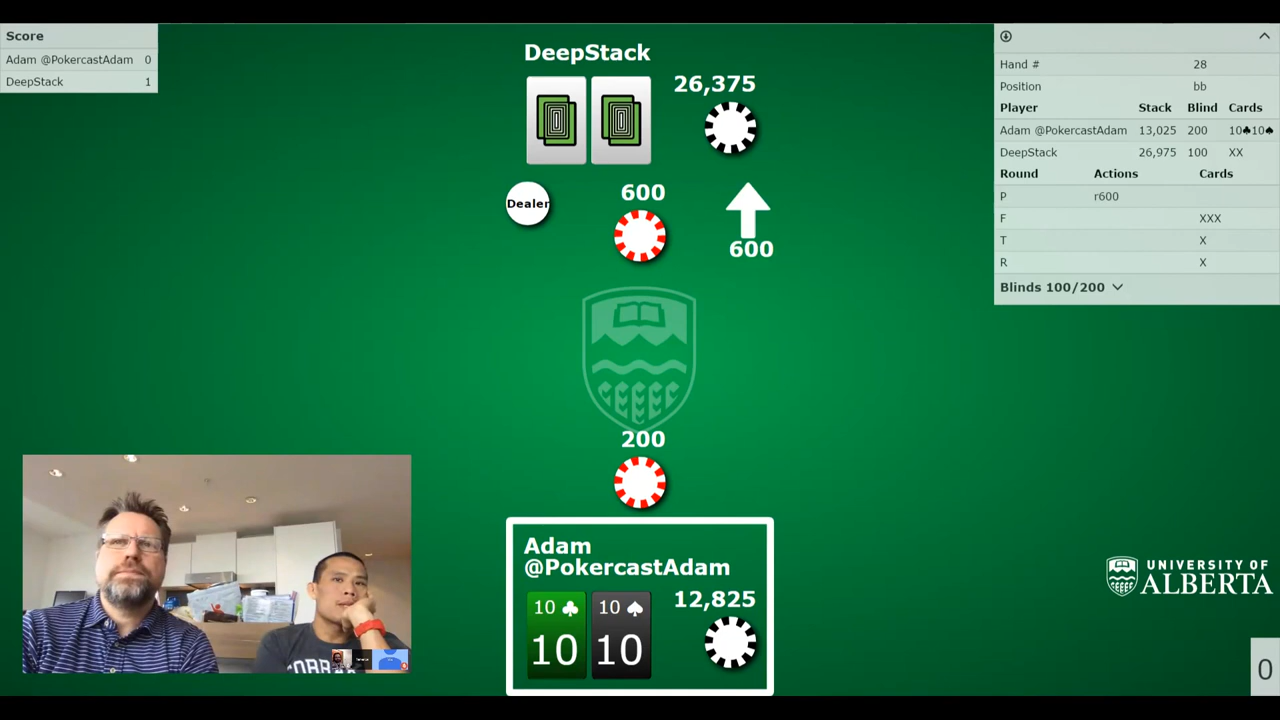 Score
Adam @PokercastAdam 0
DeepStack 1
DeepStack
26,375
Dealer
600
600
200
Adam
@PokercastAdam
12,825
10♣ 10♠
10 10
Hand # 28
Position bb
Player Stack Blind Cards
Adam @PokercastAdam 13,025 200 10♣10♠
DeepStack 26,975 100 XX
Round Actions Cards
P r600
F XXX
T X
R X
Blinds 100/200
UNIVERSITY OF
ALBERTA
0